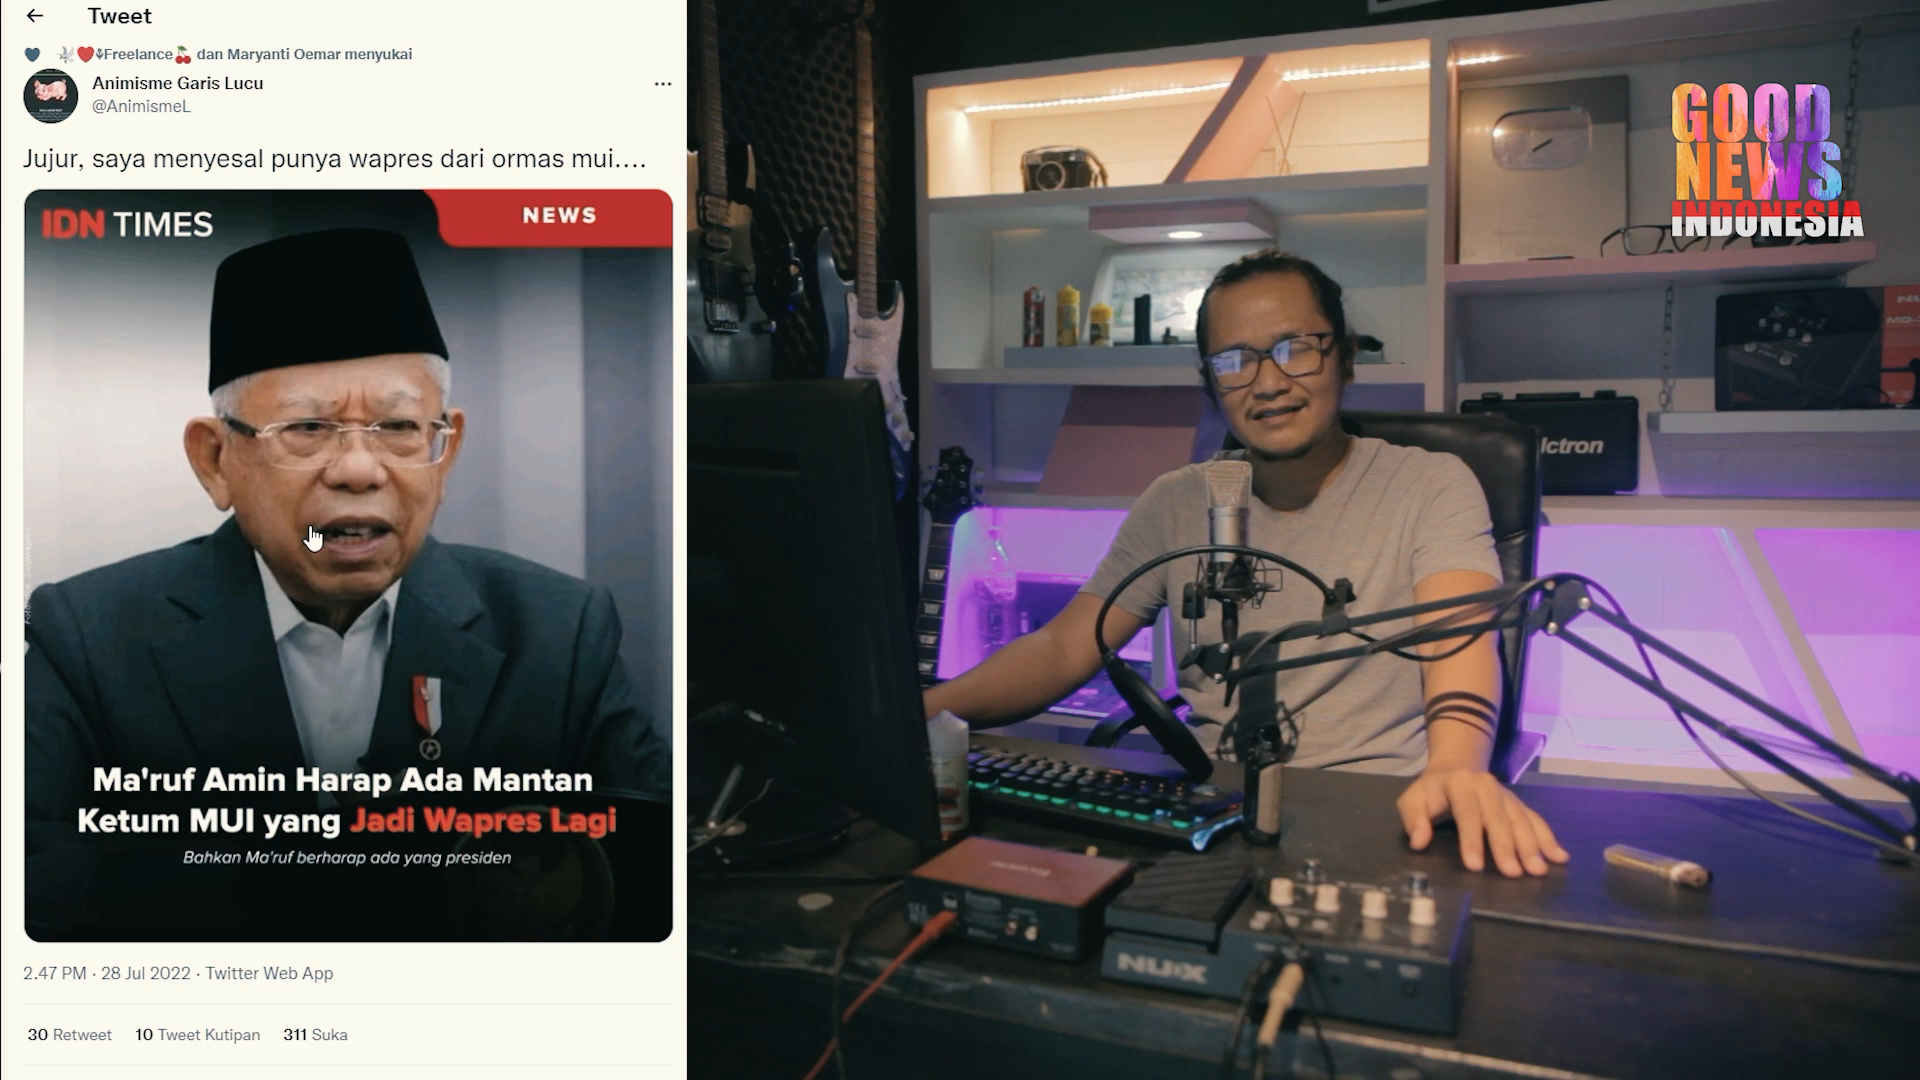 Tweet
Freelance dan Maryanti Oemar menyukai
Animisme Garis Lucu
@AnimismeL
Jujur, saya menyesal punya wapres dari ormas mui....
IDN TIMES
NEWS
Ma'ruf Amin Harap Ada Mantan
Ketum MUI yang Jadi Wapres Lagi
Bahkan Ma'ruf berharap ada yang presiden
2.47 PM · 28 Jul 2022 · Twitter Web App
30 Retweet 10 Tweet Kutipan 311 Suka
GOOD
NEWS
INDONESIA
lctron
NUX